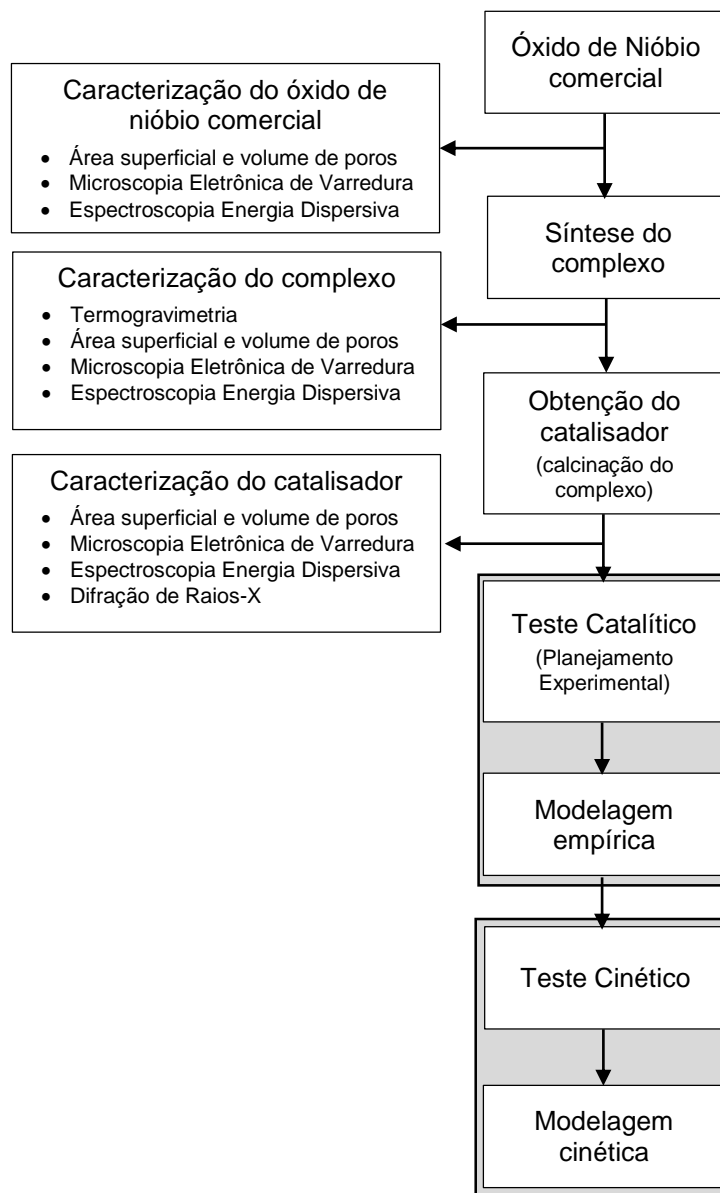 Óxido de Nióbio
comercial
Caracterização do óxido de
nióbio comercial
• Área superficial e volume de poros
• Microscopia Eletrônica de Varredura
• Espectroscopia Energia Dispersiva
Síntese do
complexo
Caracterização do complexo
• Termogravimetria
• Área superficial e volume de poros
• Microscopia Eletrônica de Varredura
• Espectroscopia Energia Dispersiva
Obtenção do
catalisador
(calcinação do
complexo)
Caracterização do catalisador
• Área superficial e volume de poros
• Microscopia Eletrônica de Varredura
• Espectroscopia Energia Dispersiva
• Difração de Raios-X
Teste Catalítico
(Planejamento
Experimental)
Modelagem
empírica
Teste Cinético
Modelagem
cinética